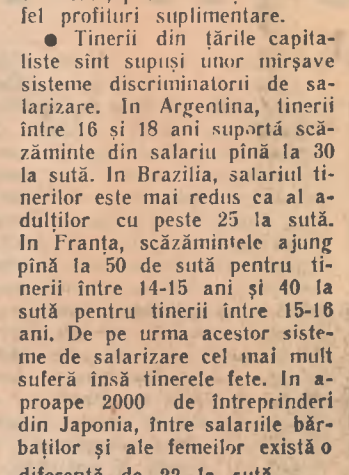 fel profituri suplimentare.
● Tinerii din țările capita-
liste sînt supuși unor mîrșave
sisteme discriminatorii de sa-
larizare. In Argentina, tinerii
între 16 și 18 ani suportă scă-
zăminte din salariu pînă la 30
la sută. In Brazilia, salariul ti-
nerilor este mai redus ca al a-
dulților cu peste 25 la sută.
In Franța, scăzămintele ajung
pînă la 50 de sută pentru ti-
nerii între 14-15 ani și 40 la
sută pentru tinerii între 15-16
ani. De pe urma acestor siste-
me de salarizare cel mai mult
suferă însă tinerele fete. In a-
proape 2000 de întreprinderi
din Japonia, între salariile băr-
baților și ale femeilor există o
diferență de 22 la sută